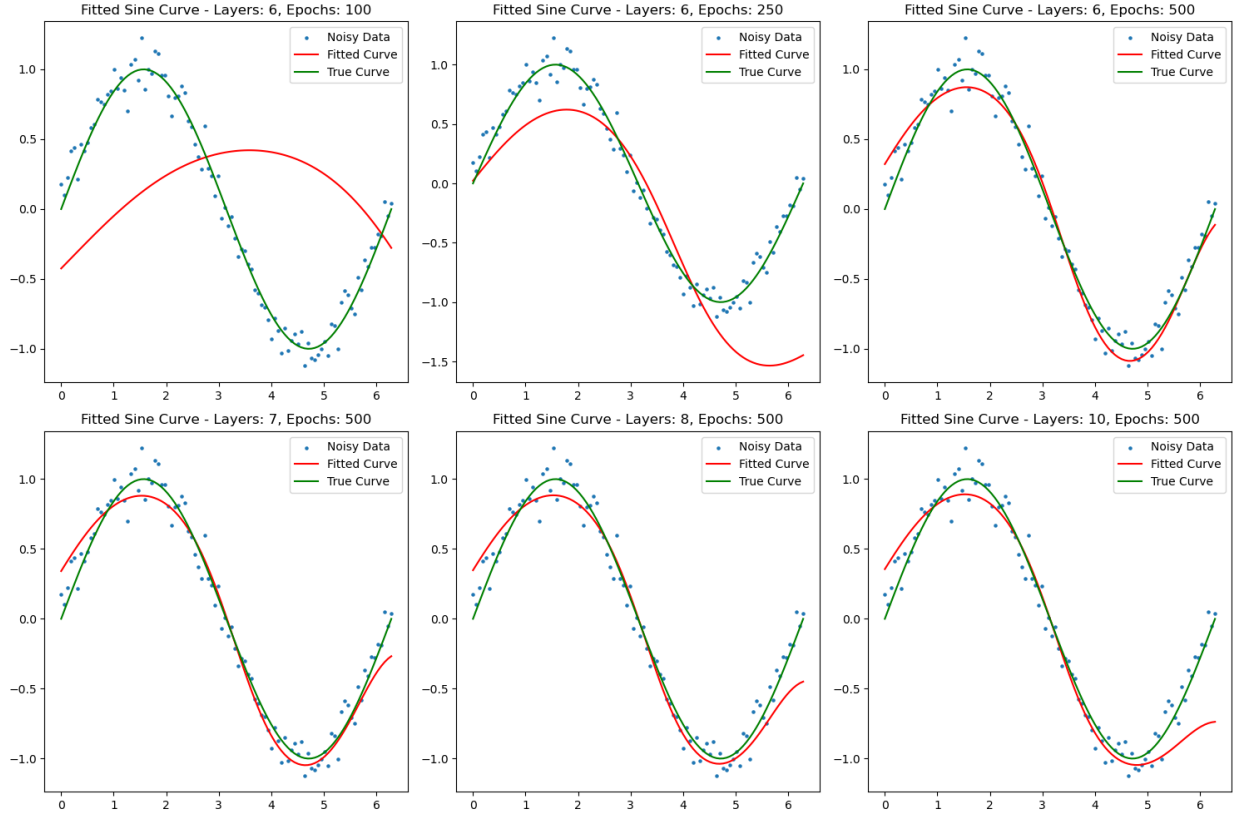 Fitted Sine Curve - Layers: 6, Epochs: 100
Noisy Data
Fitted Curve
True Curve
1.0
0.5
0.0
−0.5
−1.0
0 1 2 3 4 5 6
Fitted Sine Curve - Layers: 6, Epochs: 250
Noisy Data
Fitted Curve
True Curve
1.0
0.5
0.0
−0.5
−1.0
−1.5
0 1 2 3 4 5 6
Fitted Sine Curve - Layers: 6, Epochs: 500
Noisy Data
Fitted Curve
True Curve
1.0
0.5
0.0
−0.5
−1.0
0 1 2 3 4 5 6
Fitted Sine Curve - Layers: 7, Epochs: 500
Noisy Data
Fitted Curve
True Curve
1.0
0.5
0.0
−0.5
−1.0
0 1 2 3 4 5 6
Fitted Sine Curve - Layers: 8, Epochs: 500
Noisy Data
Fitted Curve
True Curve
1.0
0.5
0.0
−0.5
−1.0
0 1 2 3 4 5 6
Fitted Sine Curve - Layers: 10, Epochs: 500
Noisy Data
Fitted Curve
True Curve
1.0
0.5
0.0
−0.5
−1.0
0 1 2 3 4 5 6